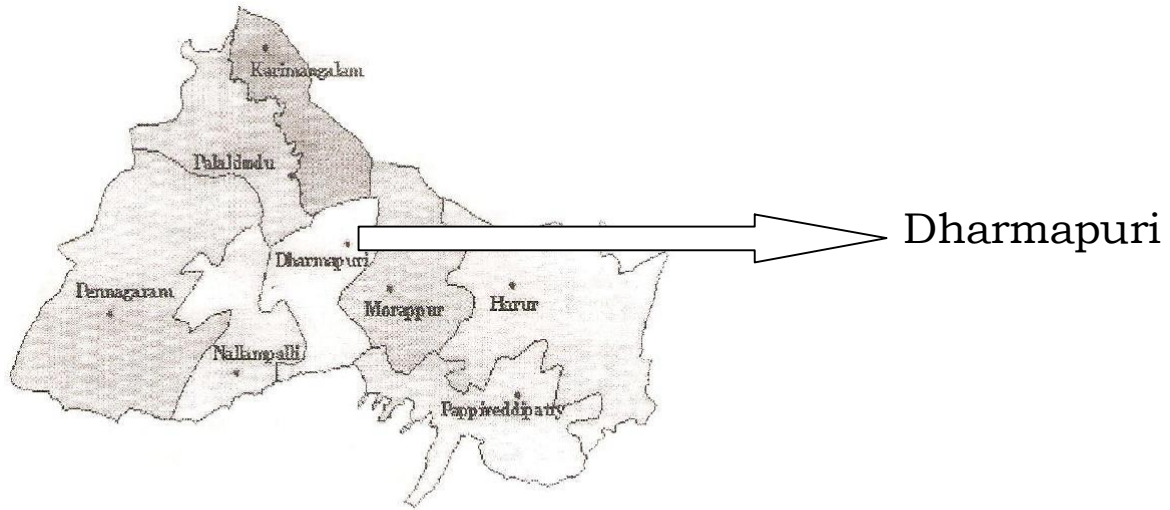 Karimangalam
Palakkodu
Dharmapuri
Dharmapuri
Pennagaram
Morappur
Harur
Nallampalli
Pappireddipatty